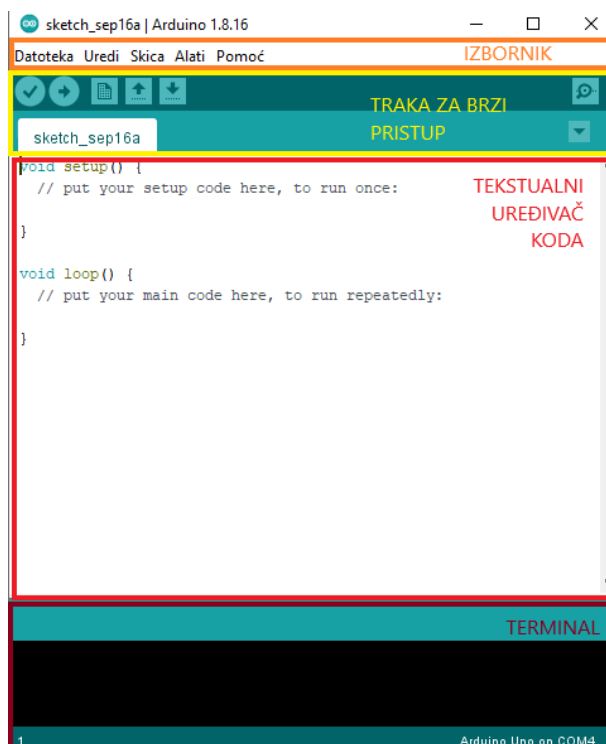 sketch_sep16a | Arduino 1.8.16
Datoteka Uredi Skica Alati Pomoć
IZBORNIK
TRAKA ZA BRZI
PRISTUP
sketch_sep16a
void setup() {
// put your setup code here, to run once:
TEKSTUALNI
UREĐIVAČ
KODA
}
void loop() {
// put your main code here, to run repeatedly:
}
TERMINAL
1
Arduino Uno on COM4